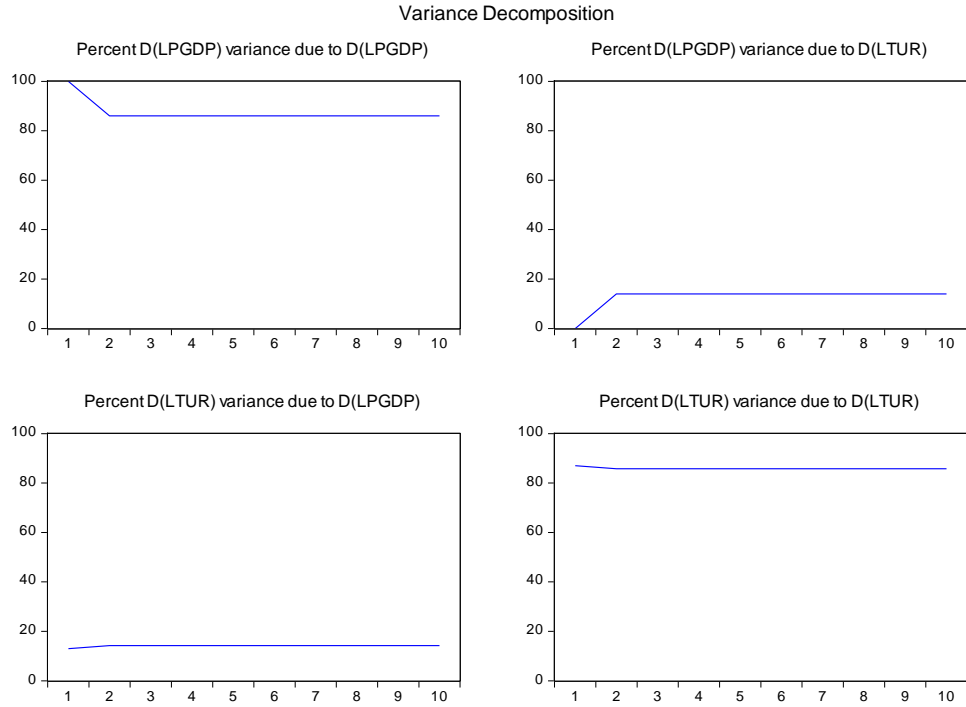 Variance Decomposition
Percent D(LPGDP) variance due to D(LPGDP)
100
80
60
40
20
0
1 2 3 4 5 6 7 8 9 10
Percent D(LPGDP) variance due to D(LTUR)
100
80
60
40
20
0
1 2 3 4 5 6 7 8 9 10
Percent D(LTUR) variance due to D(LPGDP)
100
80
60
40
20
0
1 2 3 4 5 6 7 8 9 10
Percent D(LTUR) variance due to D(LTUR)
100
80
60
40
20
0
1 2 3 4 5 6 7 8 9 10